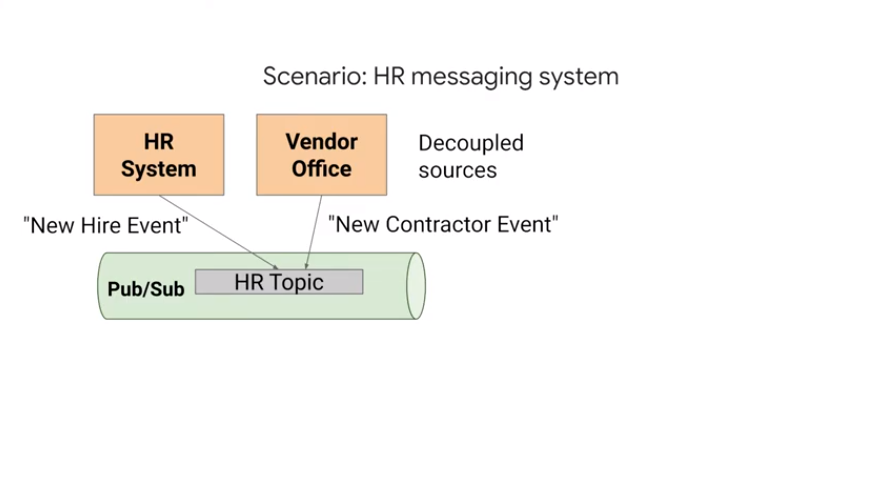 Scenario: HR messaging system
HR
System
Vendor
Office
Decoupled
sources
"New Hire Event"
"New Contractor Event"
Pub/Sub
HR Topic